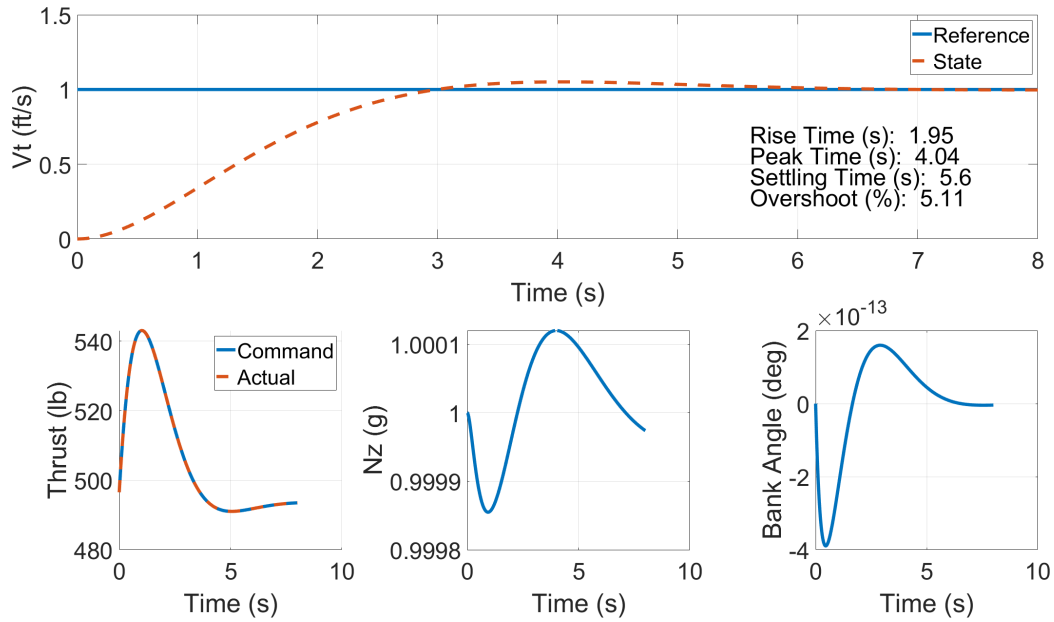 1.5
1
0.5
0
Vt (ft/s)
Reference
State
Rise Time (s): 1.95
Peak Time (s): 4.04
Settling Time (s): 5.6
Overshoot (%): 5.11
0 1 2 3 4 5 6 7 8
Time (s)
540
520
500
480
Thrust (lb)
Command
Actual
0 5 10
Time (s)
1.0001
1
0.9999
0.9998
Nz (g)
0 5 10
Time (s)
×10⁻¹³
2
0
-2
-4
Bank Angle (deg)
0 5 10
Time (s)